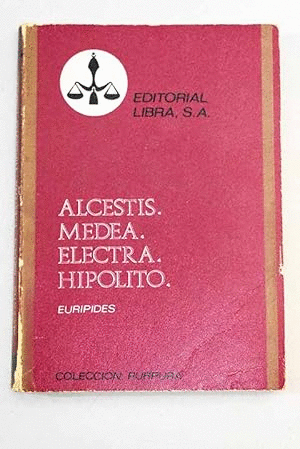 EDITORIAL
LIBRA, S.A.
ALCESTIS.
MEDEA.
ELECTRA.
HIPOLITO.
EURIPIDES
COLECCION PURPURA